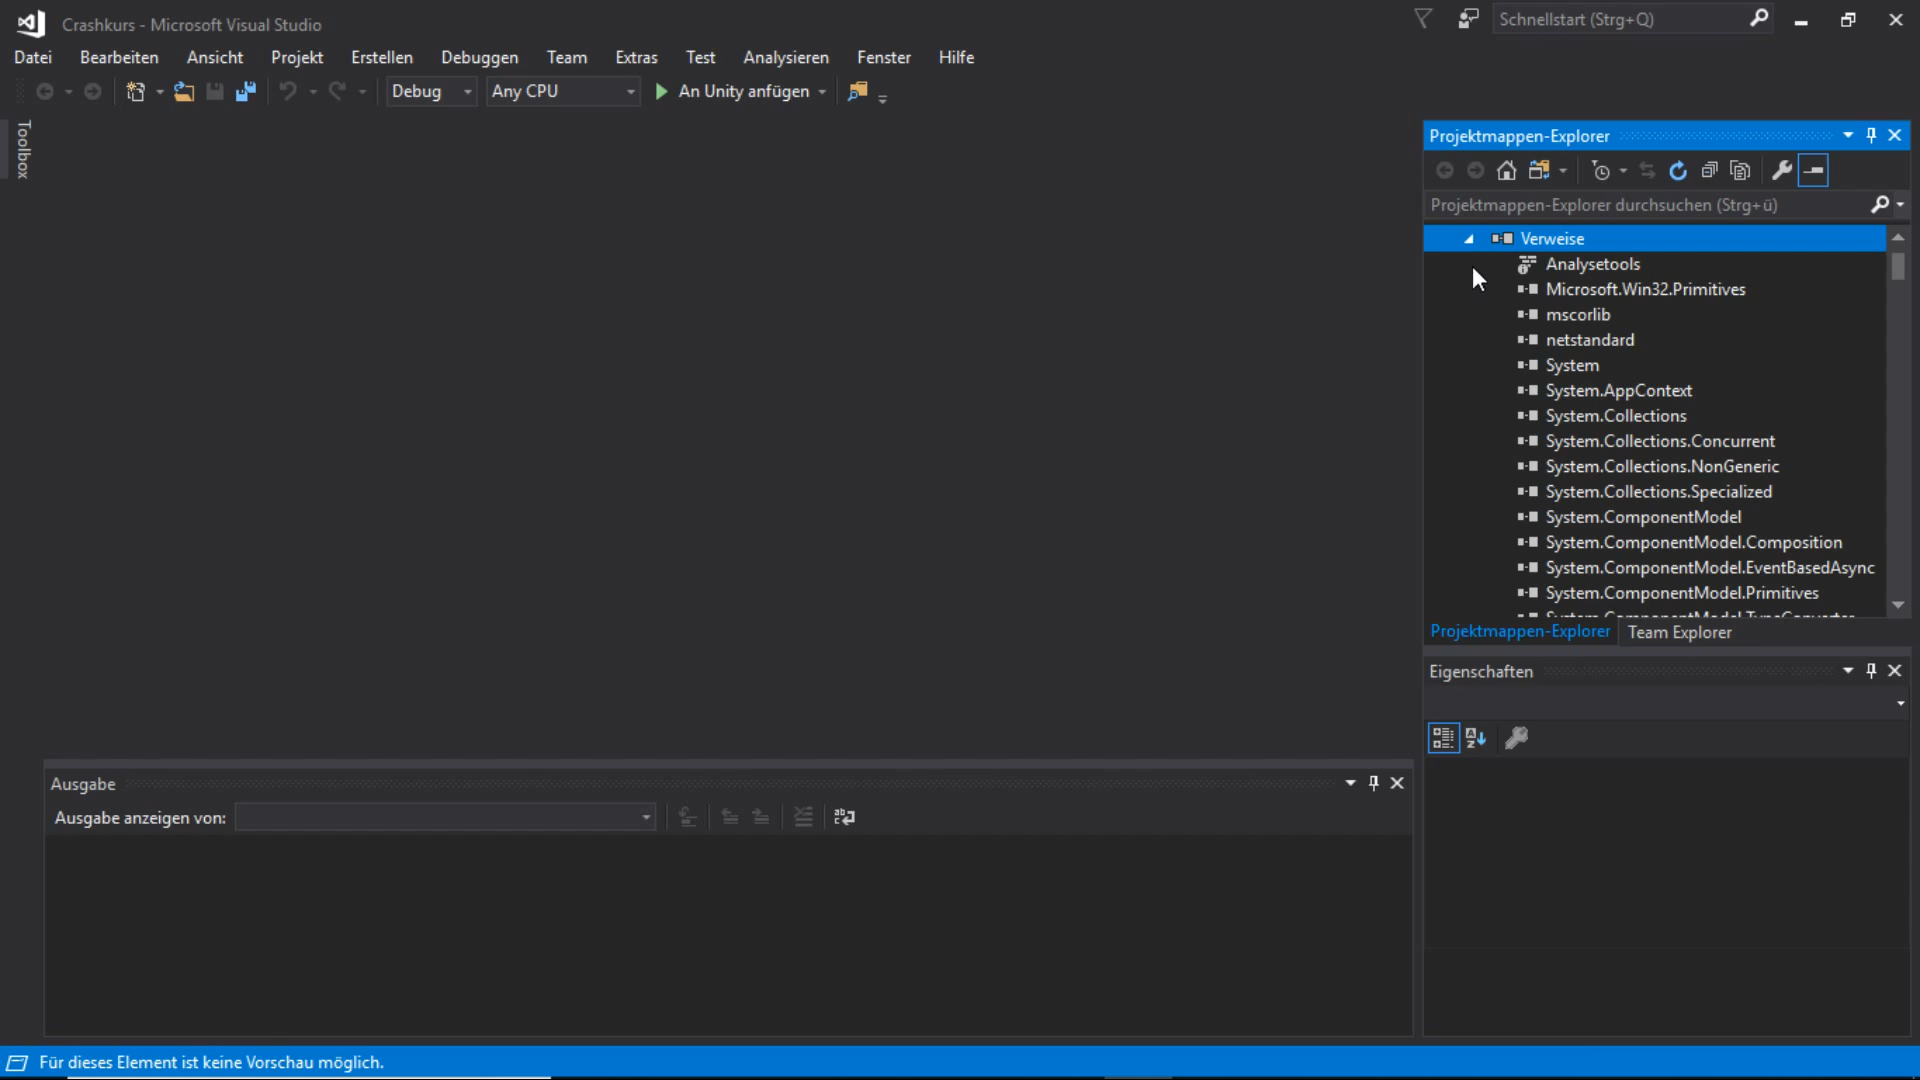 Crashkurs - Microsoft Visual Studio
Schnellstart (Strg+Q)
Datei Bearbeiten Ansicht Projekt Erstellen Debuggen Team Extras Test Analysieren Fenster Hilfe
Debug Any CPU An Unity anfügen
Toolbox
Projektmappen-Explorer
Projektmappen-Explorer durchsuchen (Strg+ü)
Verweise
Analysetools
Microsoft.Win32.Primitives
mscorlib
netstandard
System
System.AppContext
System.Collections
System.Collections.Concurrent
System.Collections.NonGeneric
System.Collections.Specialized
System.ComponentModel
System.ComponentModel.Composition
System.ComponentModel.EventBasedAsync
System.ComponentModel.Primitives
System.ComponentModel.TypeConverter
Projektmappen-Explorer Team Explorer
Eigenschaften
Ausgabe
Ausgabe anzeigen von:
Für dieses Element ist keine Vorschau möglich.